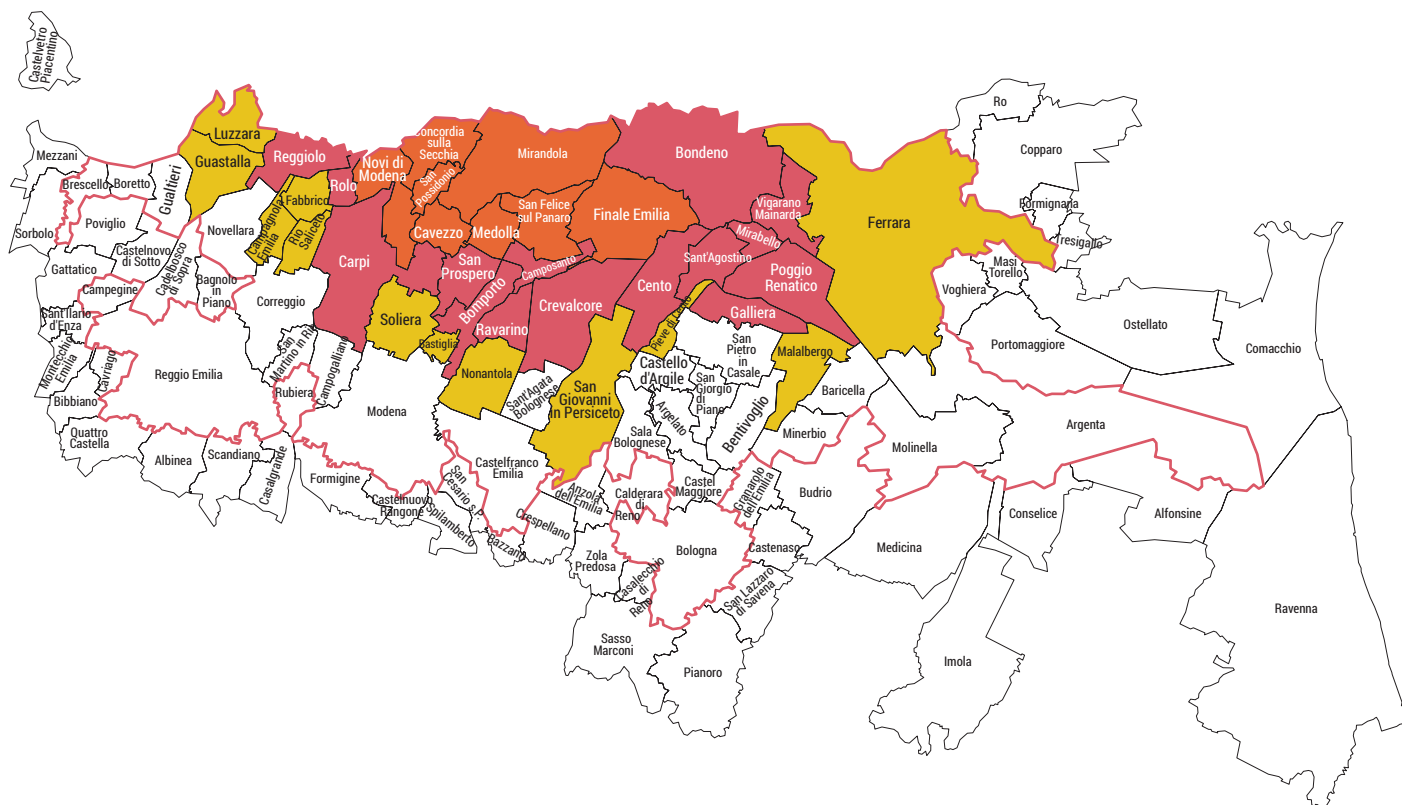 Castelvetro
Piacentino
Ro
Mezzani
Luzzara
Guastalla
Reggiolo
Rolo
Novi di
Modena
Concordia
sulla
Secchia
San
Possidonio
Mirandola
Bondeno
Copparo
Brescello
Boretto
Gualtieri
Fabbrico
Campagnola
Emilia
Rio
Saliceto
San Felice
sul Panaro
Finale Emilia
Vigarano
Mainarda
Ferrara
Formignana
Tresigallo
Sorbolo
Poviglio
Castelnovo
di Sotto
Cadelbosco
di Sopra
Novellara
Cavezzo
Medolla
Mirabello
Gattatico
Campegine
Bagnolo
in
Piano
Carpi
San
Prospero
Camposanto
Sant'Agostino
Poggio
Renatico
Masi
Torello
Voghiera
Sant'Ilario
d'Enza
Correggio
Bomporto
Crevalcore
Cento
Galliera
Soliera
Ravarino
Pieve di Cento
Ostellato
Montecchio
Emilia
Cavriago
San
Martino in Rio
Bastiglia
San
Pietro
in
Casale
Malalbergo
Portomaggiore
Comacchio
Reggio Emilia
Rubiera
Campogalliano
Nonantola
Sant'Agata
Bolognese
San
Giovanni
in Persiceto
Castello
d'Argile
San
Giorgio
di
Piano
Baricella
Bibbiano
Modena
Argelato
Bentivoglio
Quattro
Castella
Albinea
Scandiano
Casalgrande
Sala
Bolognese
Minerbio
Molinella
Argenta
Formigine
San
Cesario s.P.
Castelfranco
Emilia
Anzola
dell'Emilia
Calderara
di
Reno
Castel
Maggiore
Granarolo
dell'Emilia
Budrio
Castelnuovo
Rangone
Spilamberto
Bazzano
Crespellano
Conselice
Alfonsine
Zola
Predosa
Bologna
Castenaso
Medicina
Casalecchio
di
Reno
San Lazzaro
di Savena
Ravenna
Sasso
Marconi
Pianoro
Imola